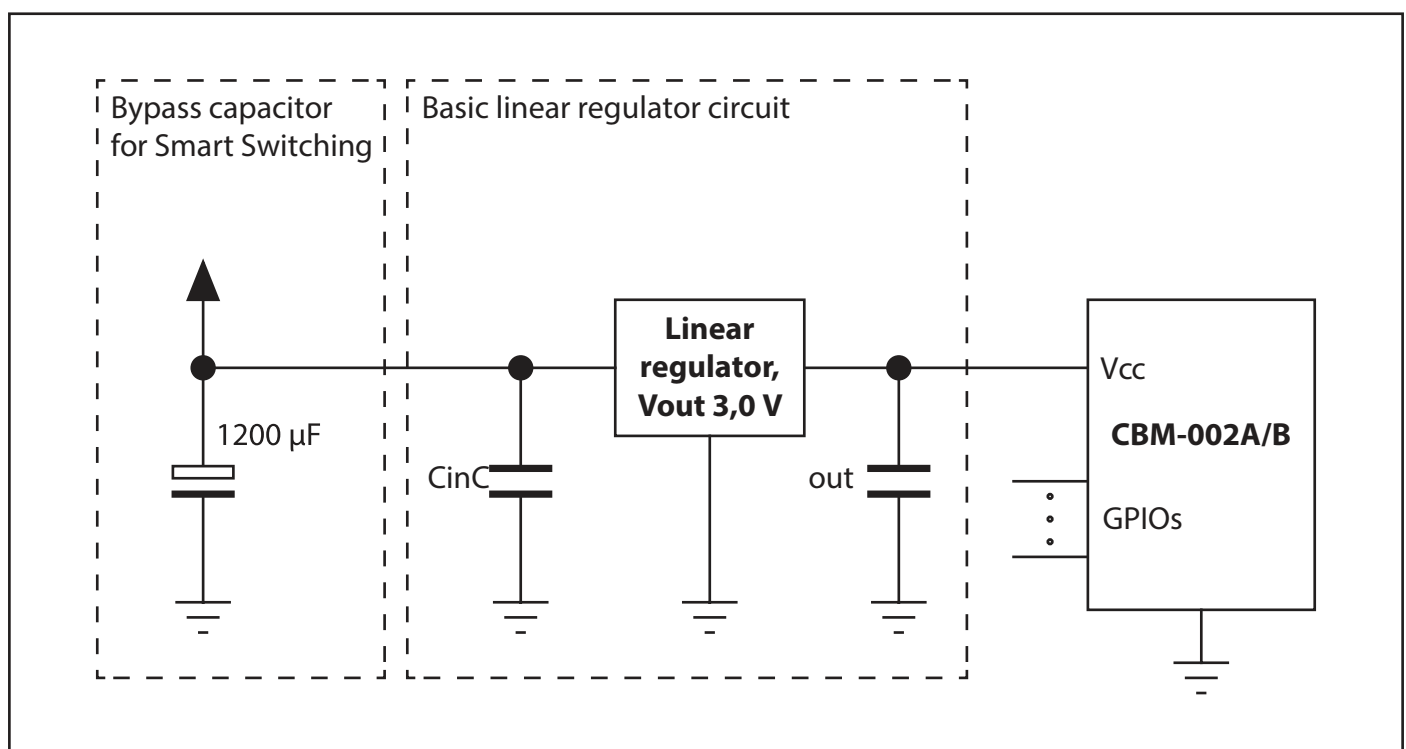 Bypass capacitor
for Smart Switching
Basic linear regulator circuit
Linear
regulator,
Vout 3,0 V
Vcc
CBM-002A/B
1200 µF
CinC
out
GPIOs